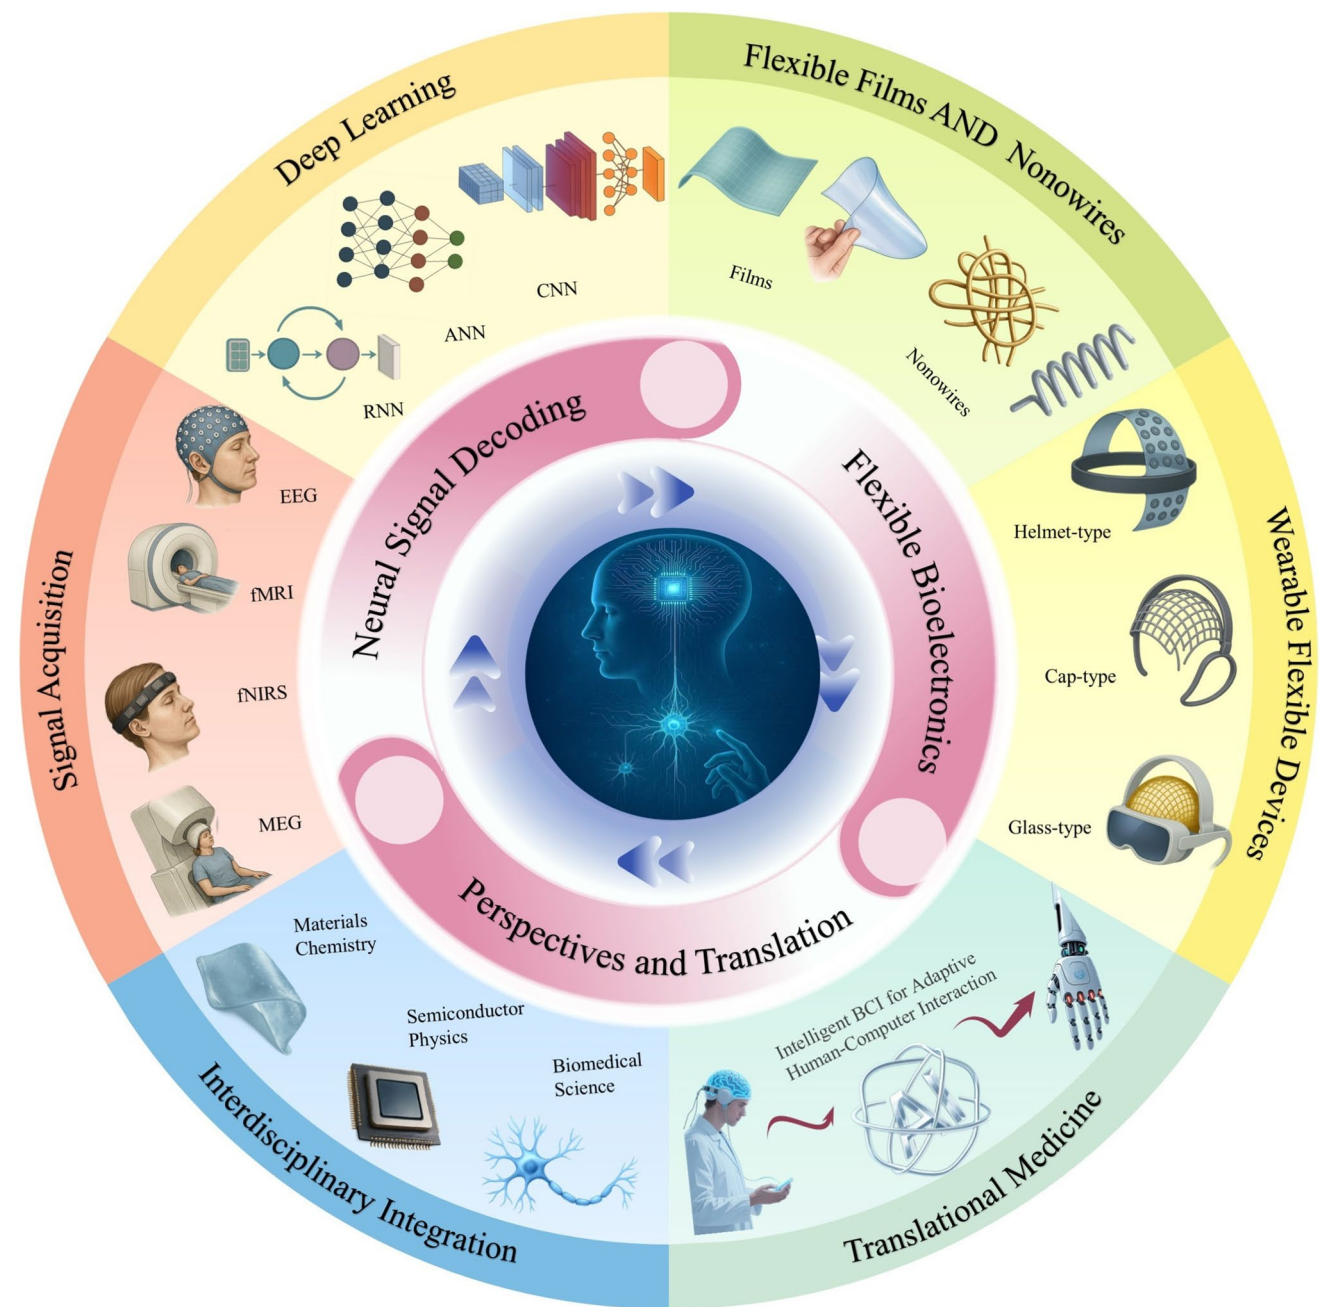 Deep Learning
CNN
ANN
RNN
Flexible Films AND Nonowires
Films
Nonowires
Wearable Flexible Devices
Helmet-type
Cap-type
Glass-type
Translational Medicine
Intelligent BCI for Adaptive
Human-Computer Interaction
Interdisciplinary Integration
Materials
Chemistry
Semiconductor
Physics
Biomedical
Science
Signal Acquisition
EEG
fMRI
fNIRS
MEG
Neural Signal Decoding
Flexible Bioelectronics
Perspectives and Translation